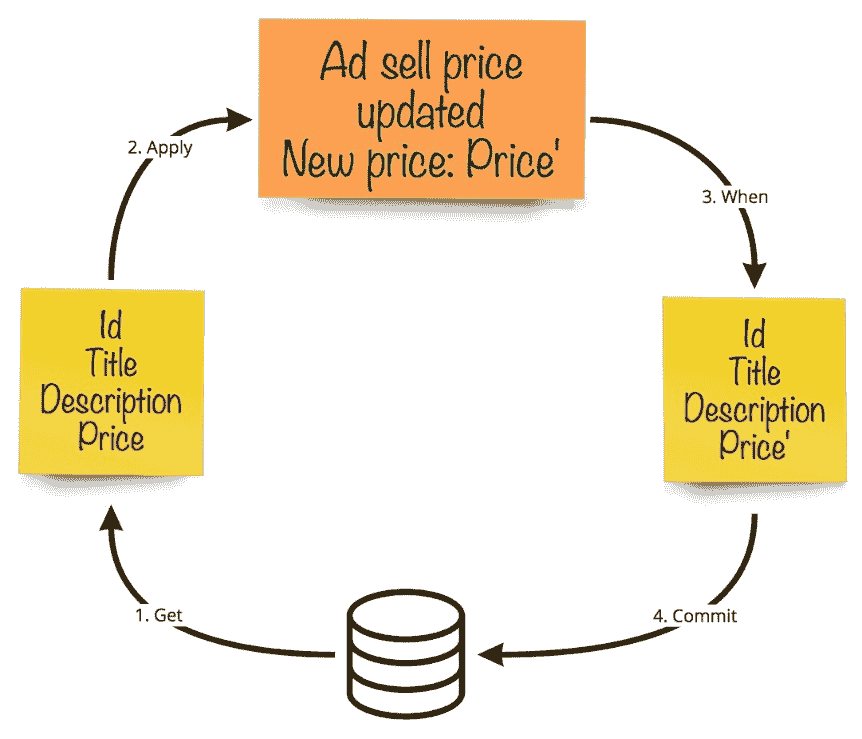 Ad sell price
updated
New price: Price'
2. Apply
3. When
Id
Title
Description
Price
Id
Title
Description
Price'
1. Get
4. Commit